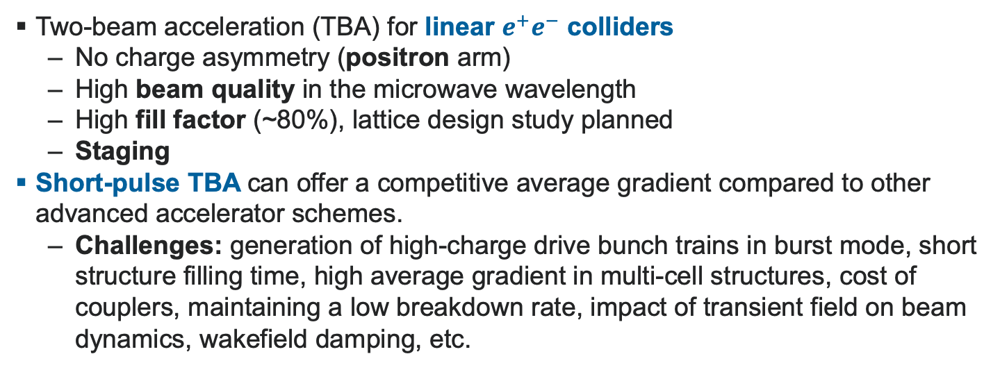 ▪ Two-beam acceleration (TBA) for linear e⁺e⁻ colliders
– No charge asymmetry (positron arm)
– High beam quality in the microwave wavelength
– High fill factor (~80%), lattice design study planned
– Staging
▪ Short-pulse TBA can offer a competitive average gradient compared to other
advanced accelerator schemes.
– Challenges: generation of high-charge drive bunch trains in burst mode, short
structure filling time, high average gradient in multi-cell structures, cost of
couplers, maintaining a low breakdown rate, impact of transient field on beam
dynamics, wakefield damping, etc.